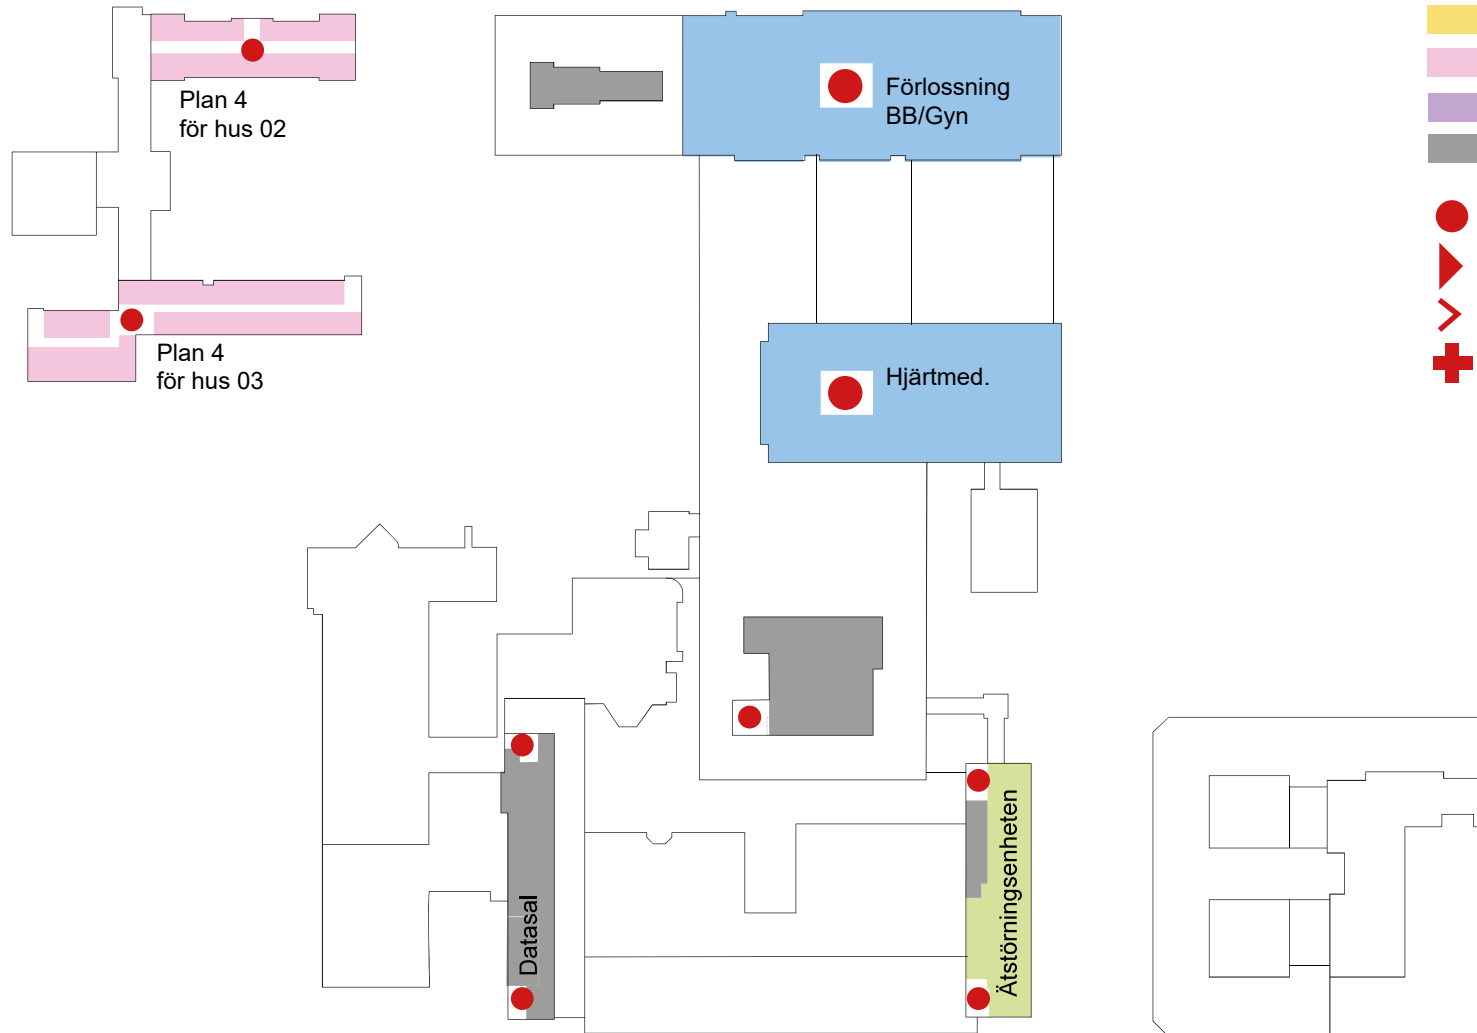 Plan 4
för hus 02
Förlossning
BB/Gyn
Plan 4
för hus 03
Hjärtmed.
Datasal
Ätstörningsenheten